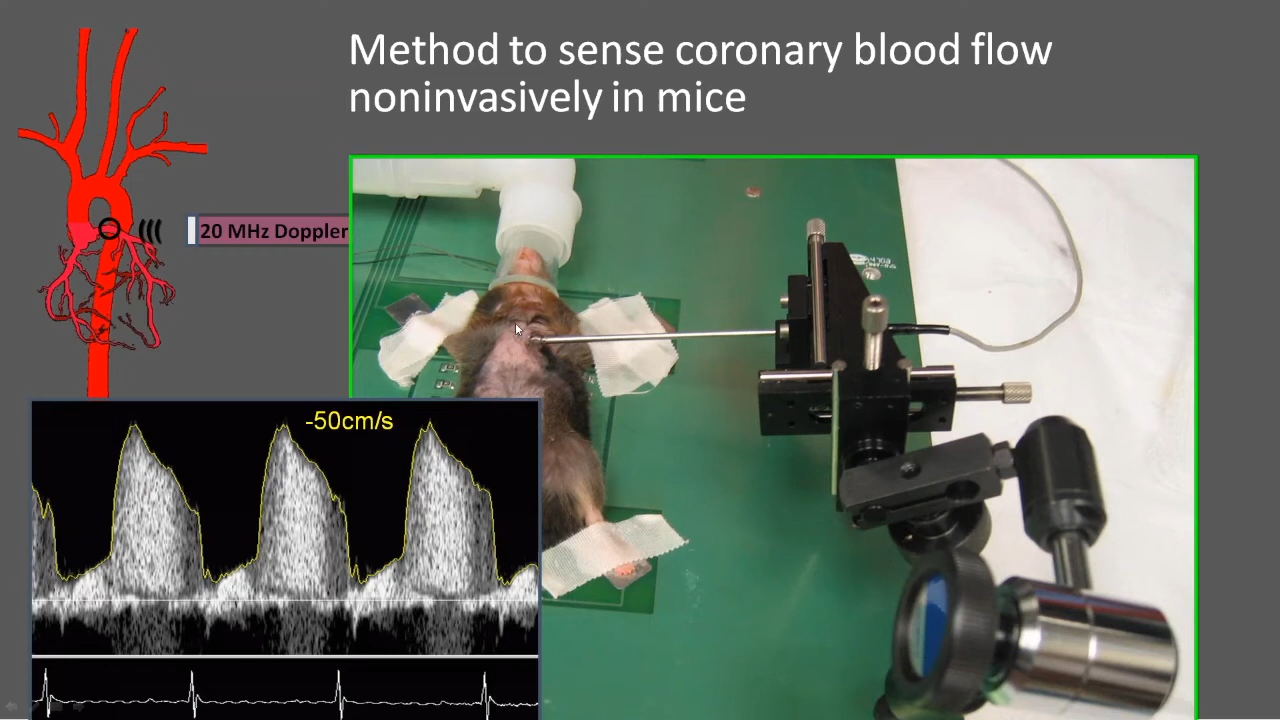 Method to sense coronary blood flow
noninvasively in mice
20 MHz Doppler
-50cm/s